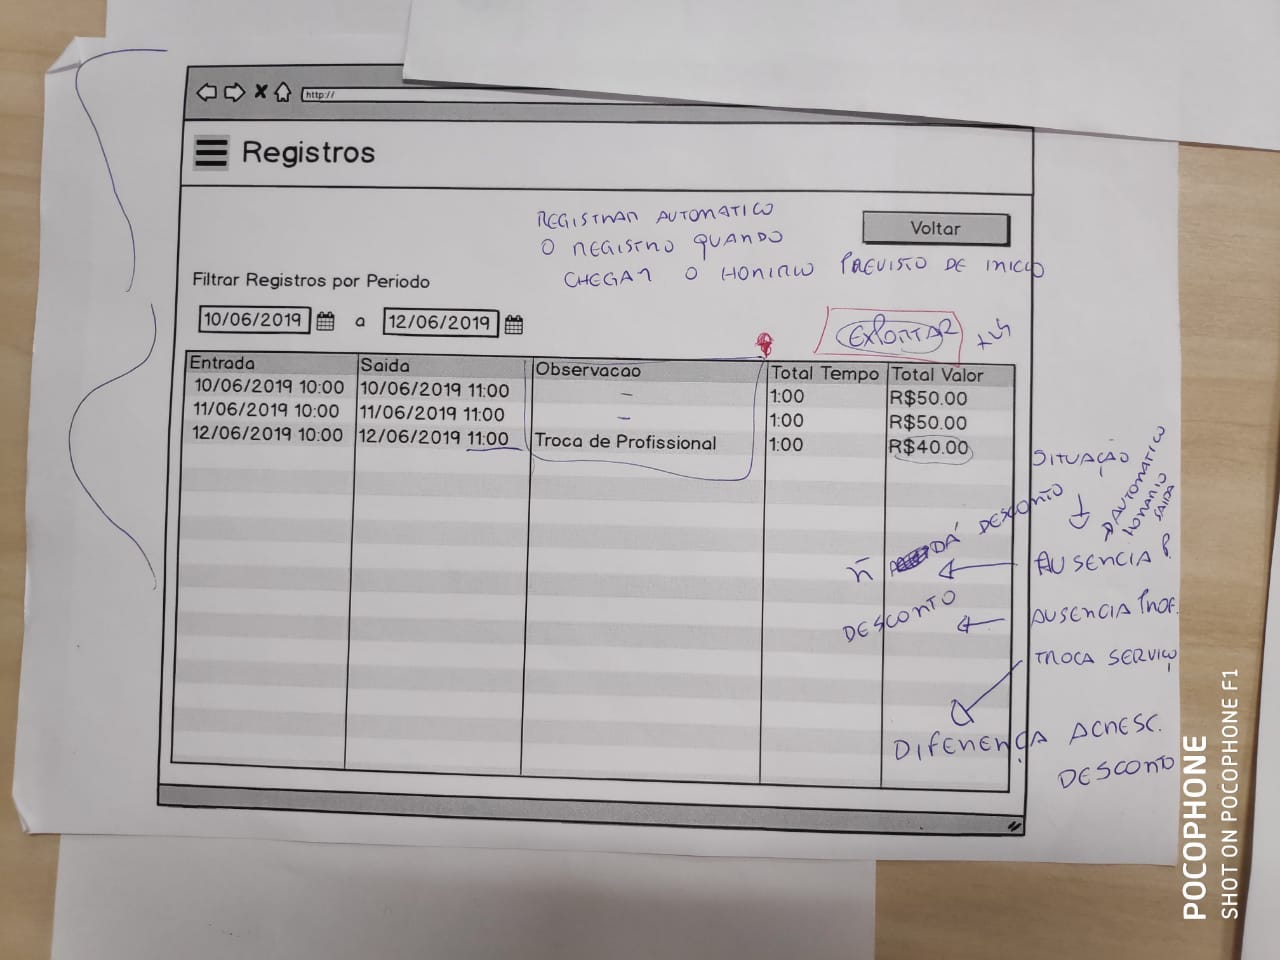 http://
Registros
REGISTRAR AUTOMATICO
O REGISTRO QUANDO
CHEGAR O HORÁRIO PREVISTO DE INICIO
Voltar
Filtrar Registros por Periodo
10/06/2019 a 12/06/2019
EXPORTAR
Entrada Saida Observacao Total Tempo Total Valor
10/06/2019 10:00 10/06/2019 11:00 – 1:00 R$50.00
11/06/2019 10:00 11/06/2019 11:00 – 1:00 R$50.00
12/06/2019 10:00 12/06/2019 11:00 Troca de Profissional 1:00 R$40.00
SITUAÇÃO
AUTOMATICO
HORARIO
SAIDA
DESCONTO
DÁ
AUSENCIA P.
DESCONTO
AUSENCIA PROF.
TROCA SERVIÇO
DIFERENÇA ACRESC.
DESCONTO
POCOPHONE
SHOT ON POCOPHONE F1